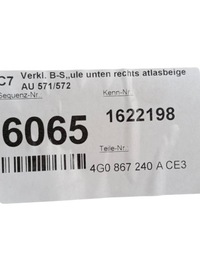 C7 Verkl. B-S„ule unten rechts atlasbeige
AU 571/572
Sequenz-Nr.
Kenn-Nr.
6065
1622198
Teile-Nr.
4G0 867 240 A CE3